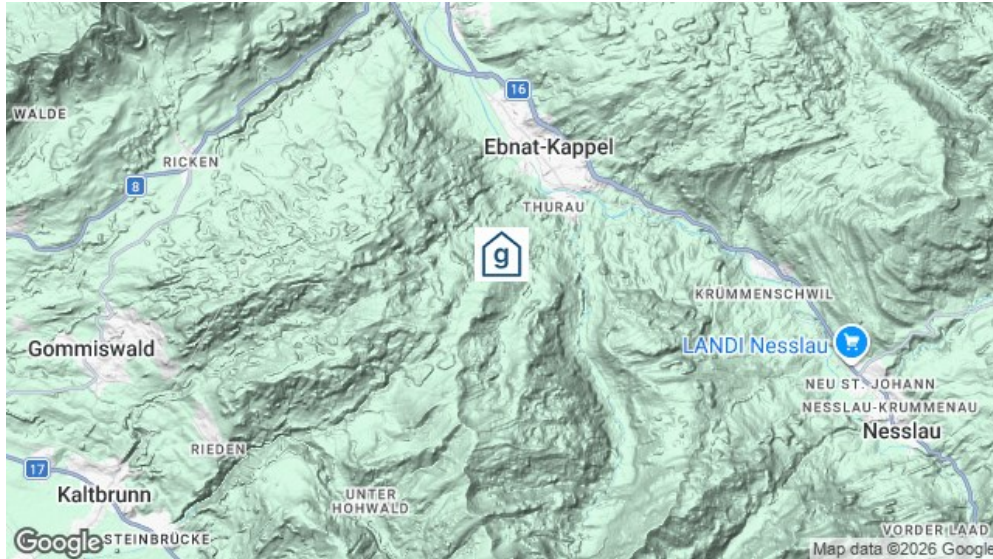 16
Ebnat-Kappel
WALDE
RICKEN
8
THURAU
g
KRÜMMENSCHWIL
LANDI Nesslau
Gommiswald
NEU ST. JOHANN
NESSLAU-KRUMMENAU
Nesslau
RIEDEN
17
Kaltbrunn
UNTER
HOHWALD
VORDER LAAD
Google
STEINBRÜCKE
Map data ©2026 Google